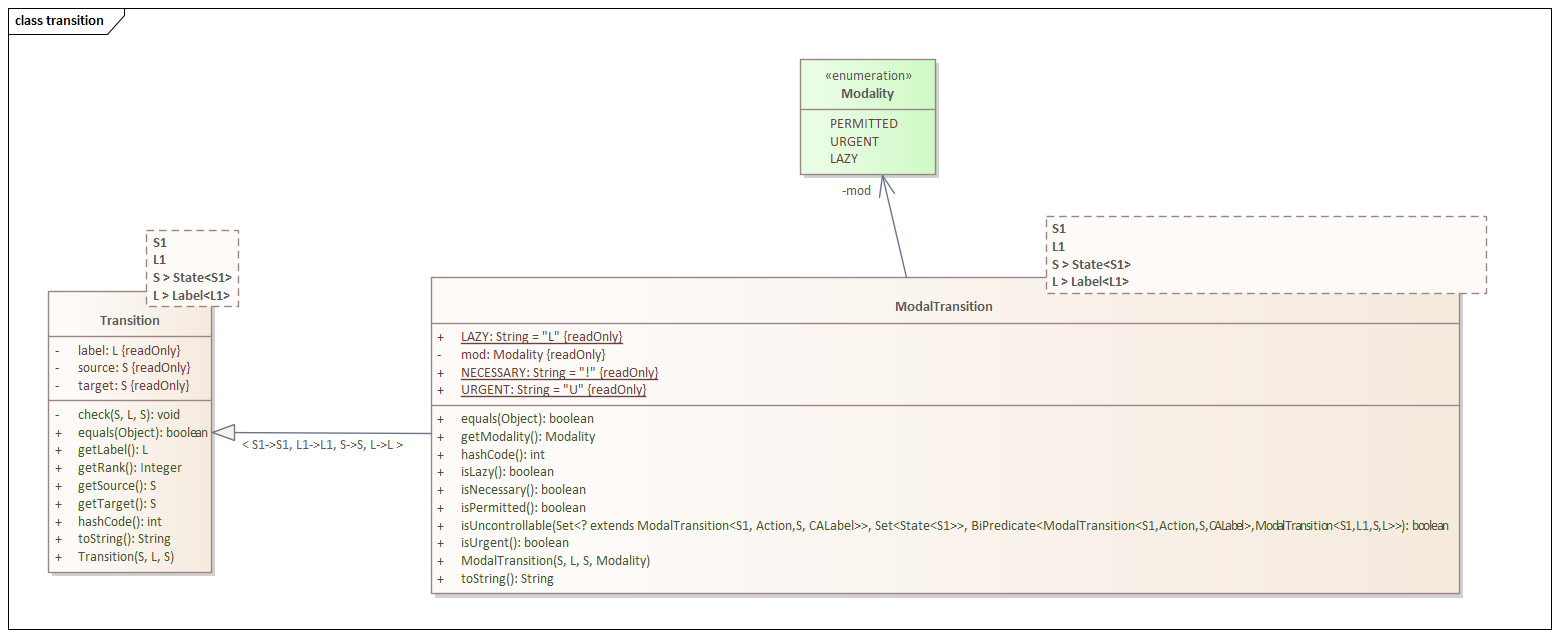 class transition
«enumeration»
Modality
PERMITTED
URGENT
LAZY
-mod
S1
L1
S > State<S1>
L > Label<L1>
Transition
- label: L {readOnly}
- source: S {readOnly}
- target: S {readOnly}
- check(S, L, S): void
+ equals(Object): boolean
+ getLabel(): L
+ getRank(): Integer
+ getSource(): S
+ getTarget(): S
+ hashCode(): int
+ toString(): String
+ Transition(S, L, S)
< S1->S1, L1->L1, S->S, L->L >
S1
L1
S > State<S1>
L > Label<L1>
ModalTransition
+ LAZY: String = "L" {readOnly}
- mod: Modality {readOnly}
+ NECESSARY: String = "!" {readOnly}
+ URGENT: String = "U" {readOnly}
+ equals(Object): boolean
+ getModality(): Modality
+ hashCode(): int
+ isLazy(): boolean
+ isNecessary(): boolean
+ isPermitted(): boolean
+ isUncontrollable(Set<? extends ModalTransition<S1, Action,S, CALabel>>, Set<State<S1>>, BiPredicate<ModalTransition<S1,Action,S,CALabel>,ModalTransition<S1,L1,S,L>>): boolean
+ isUrgent(): boolean
+ ModalTransition(S, L, S, Modality)
+ toString(): String